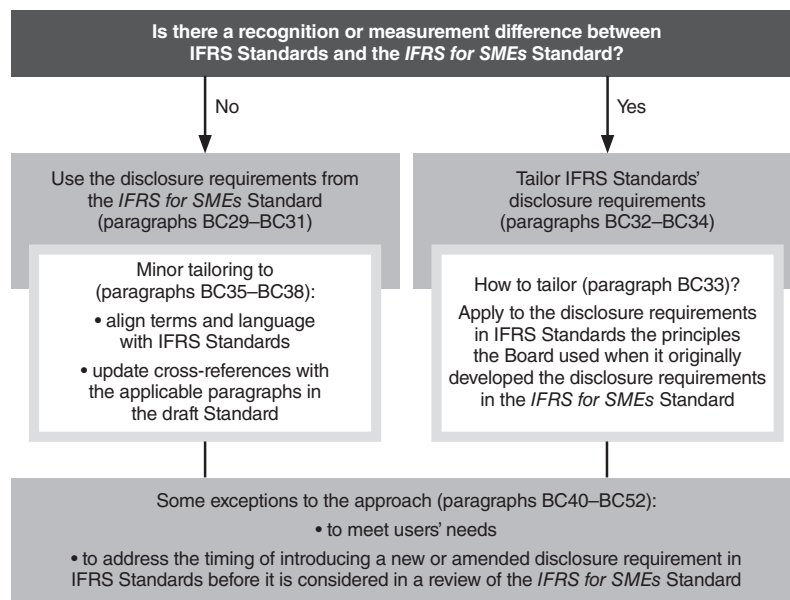 Is there a recognition or measurement difference between
IFRS Standards and the IFRS for SMEs Standard?
No
Yes
Use the disclosure requirements from
the IFRS for SMEs Standard
(paragraphs BC29–BC31)
Minor tailoring to
(paragraphs BC35–BC38):
• align terms and language
with IFRS Standards
• update cross-references with
the applicable paragraphs in
the draft Standard
Tailor IFRS Standards’
disclosure requirements
(paragraphs BC32–BC34)
How to tailor (paragraph BC33)?
Apply to the disclosure requirements
in IFRS Standards the principles
the Board used when it originally
developed the disclosure requirements
in the IFRS for SMEs Standard
Some exceptions to the approach (paragraphs BC40–BC52):
• to meet users’ needs
• to address the timing of introducing a new or amended disclosure requirement in
IFRS Standards before it is considered in a review of the IFRS for SMEs Standard